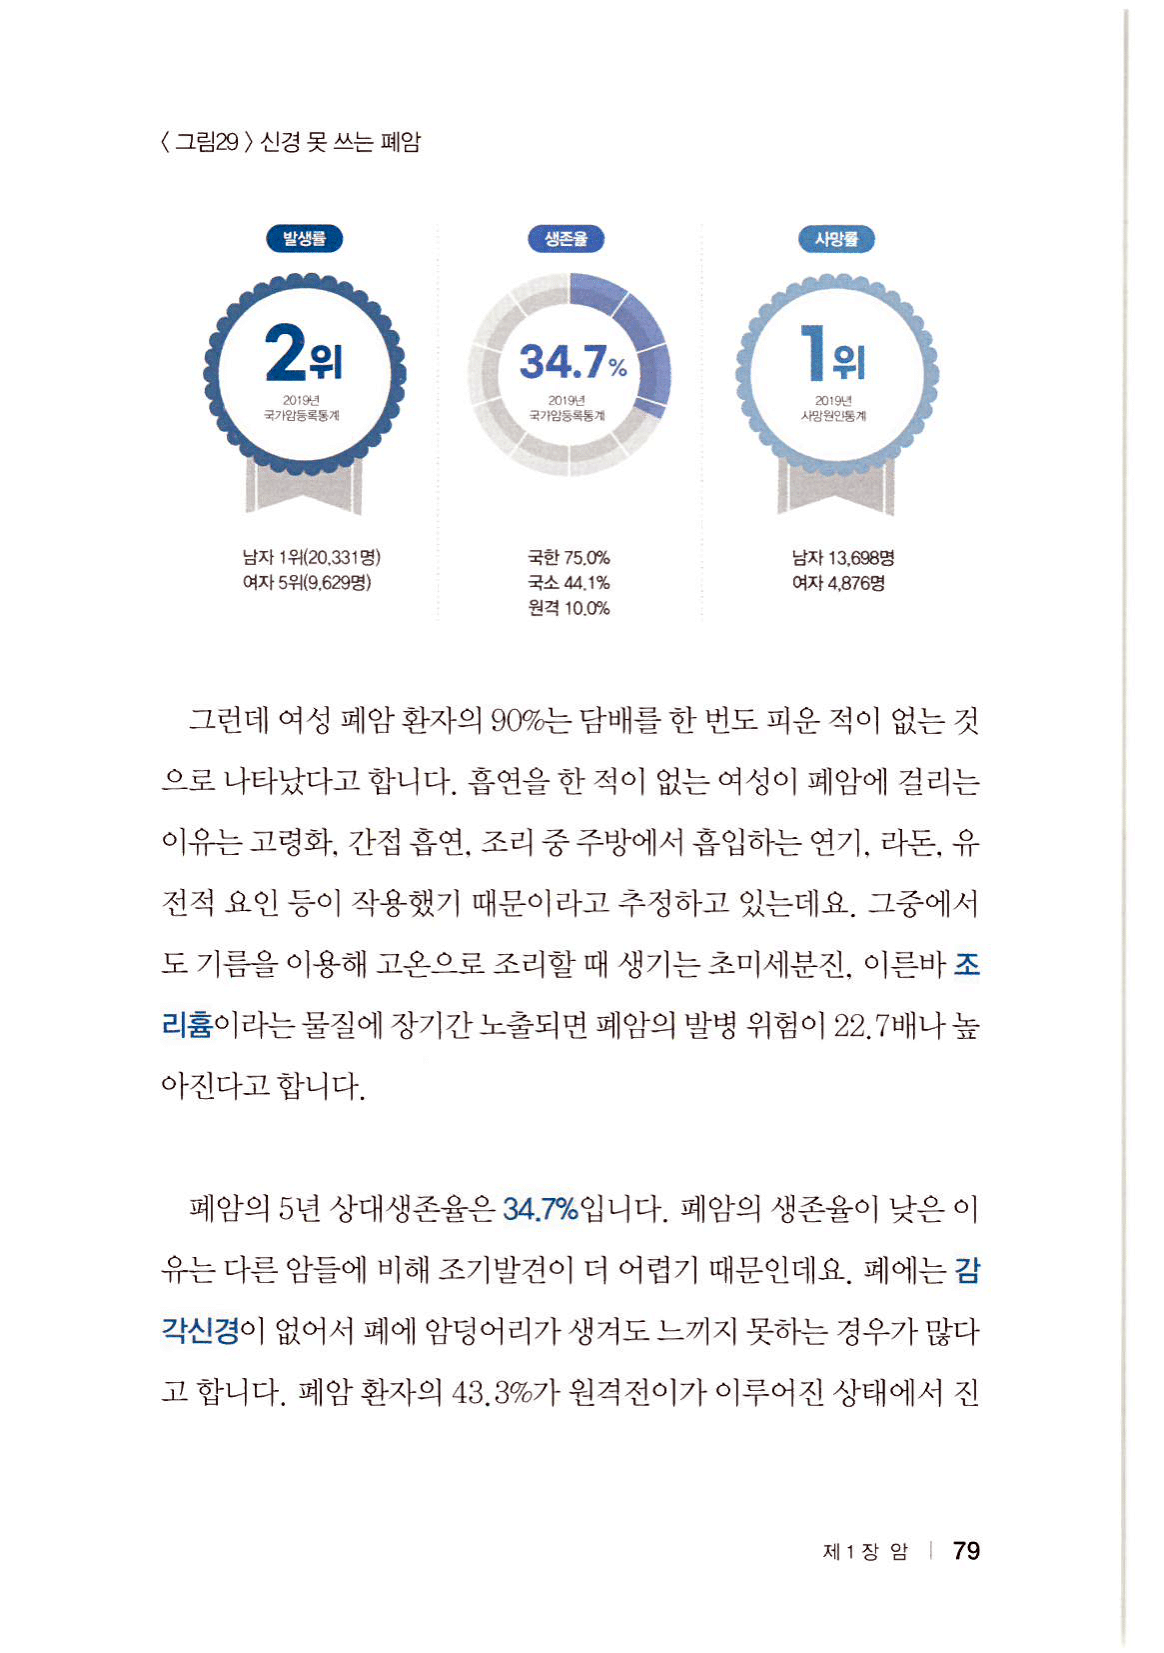 〈 그림29 〉 신경 못 쓰는 폐암
발생률
2위
2019년
국가암등록통계
남자 1위(20,331명)
여자 5위(9,629명)
생존율
34.7%
2019년
국가암등록통계
국한 75.0%
국소 44.1%
원격 10.0%
사망률
1위
2019년
사망원인통계
남자 13,698명
여자 4,876명
그런데 여성 폐암 환자의 90%는 담배를 한 번도 피운 적이 없는 것
으로 나타났다고 합니다. 흡연을 한 적이 없는 여성이 폐암에 걸리는
이유는 고령화, 간접 흡연, 조리 중 주방에서 흡입하는 연기, 라돈, 유
전적 요인 등이 작용했기 때문이라고 추정하고 있는데요. 그중에서
도 기름을 이용해 고온으로 조리할 때 생기는 초미세분진, 이른바 조
리흄이라는 물질에 장기간 노출되면 폐암의 발병 위험이 22.7배나 높
아진다고 합니다.
폐암의 5년 상대생존율은 34.7%입니다. 폐암의 생존율이 낮은 이
유는 다른 암들에 비해 조기발견이 더 어렵기 때문인데요. 폐에는 감
각신경이 없어서 폐에 암덩어리가 생겨도 느끼지 못하는 경우가 많다
고 합니다. 폐암 환자의 43.3%가 원격전이가 이루어진 상태에서 진
제1장 암 | 79